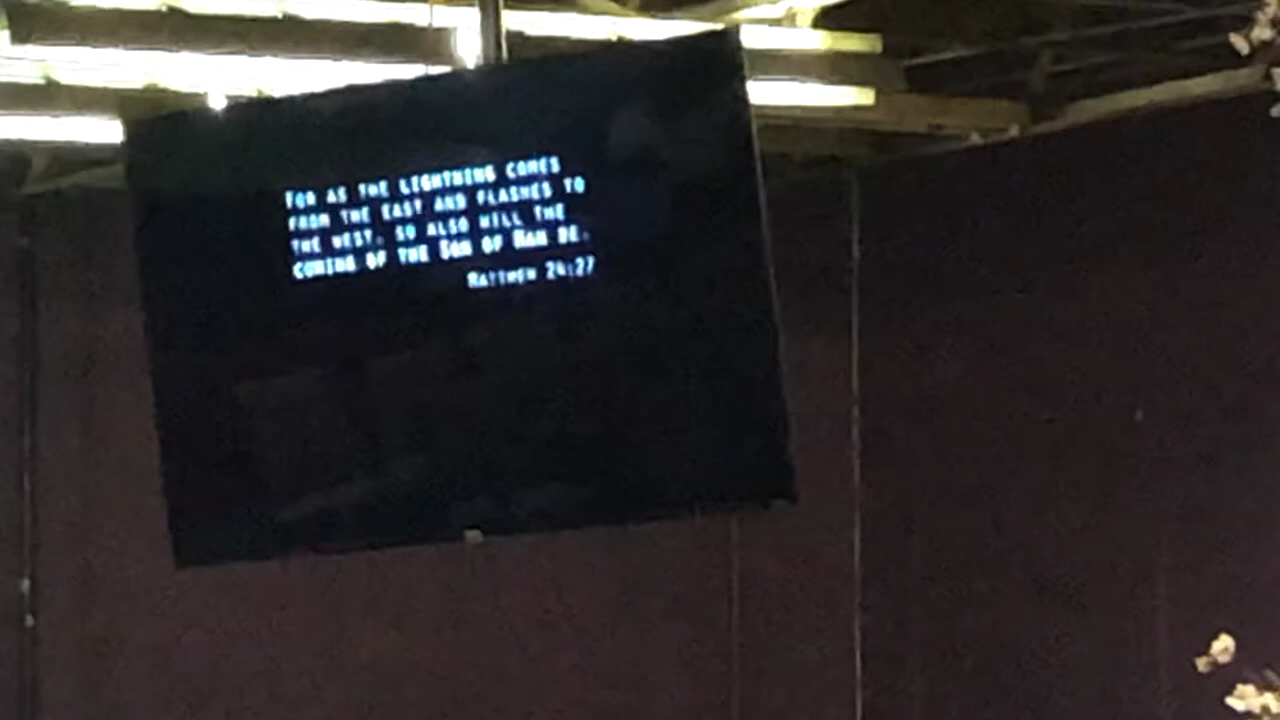 For as the lightning comes
from the east and flashes to
the west, so also will the
coming of the Son of Man be.
Matthew 24:27